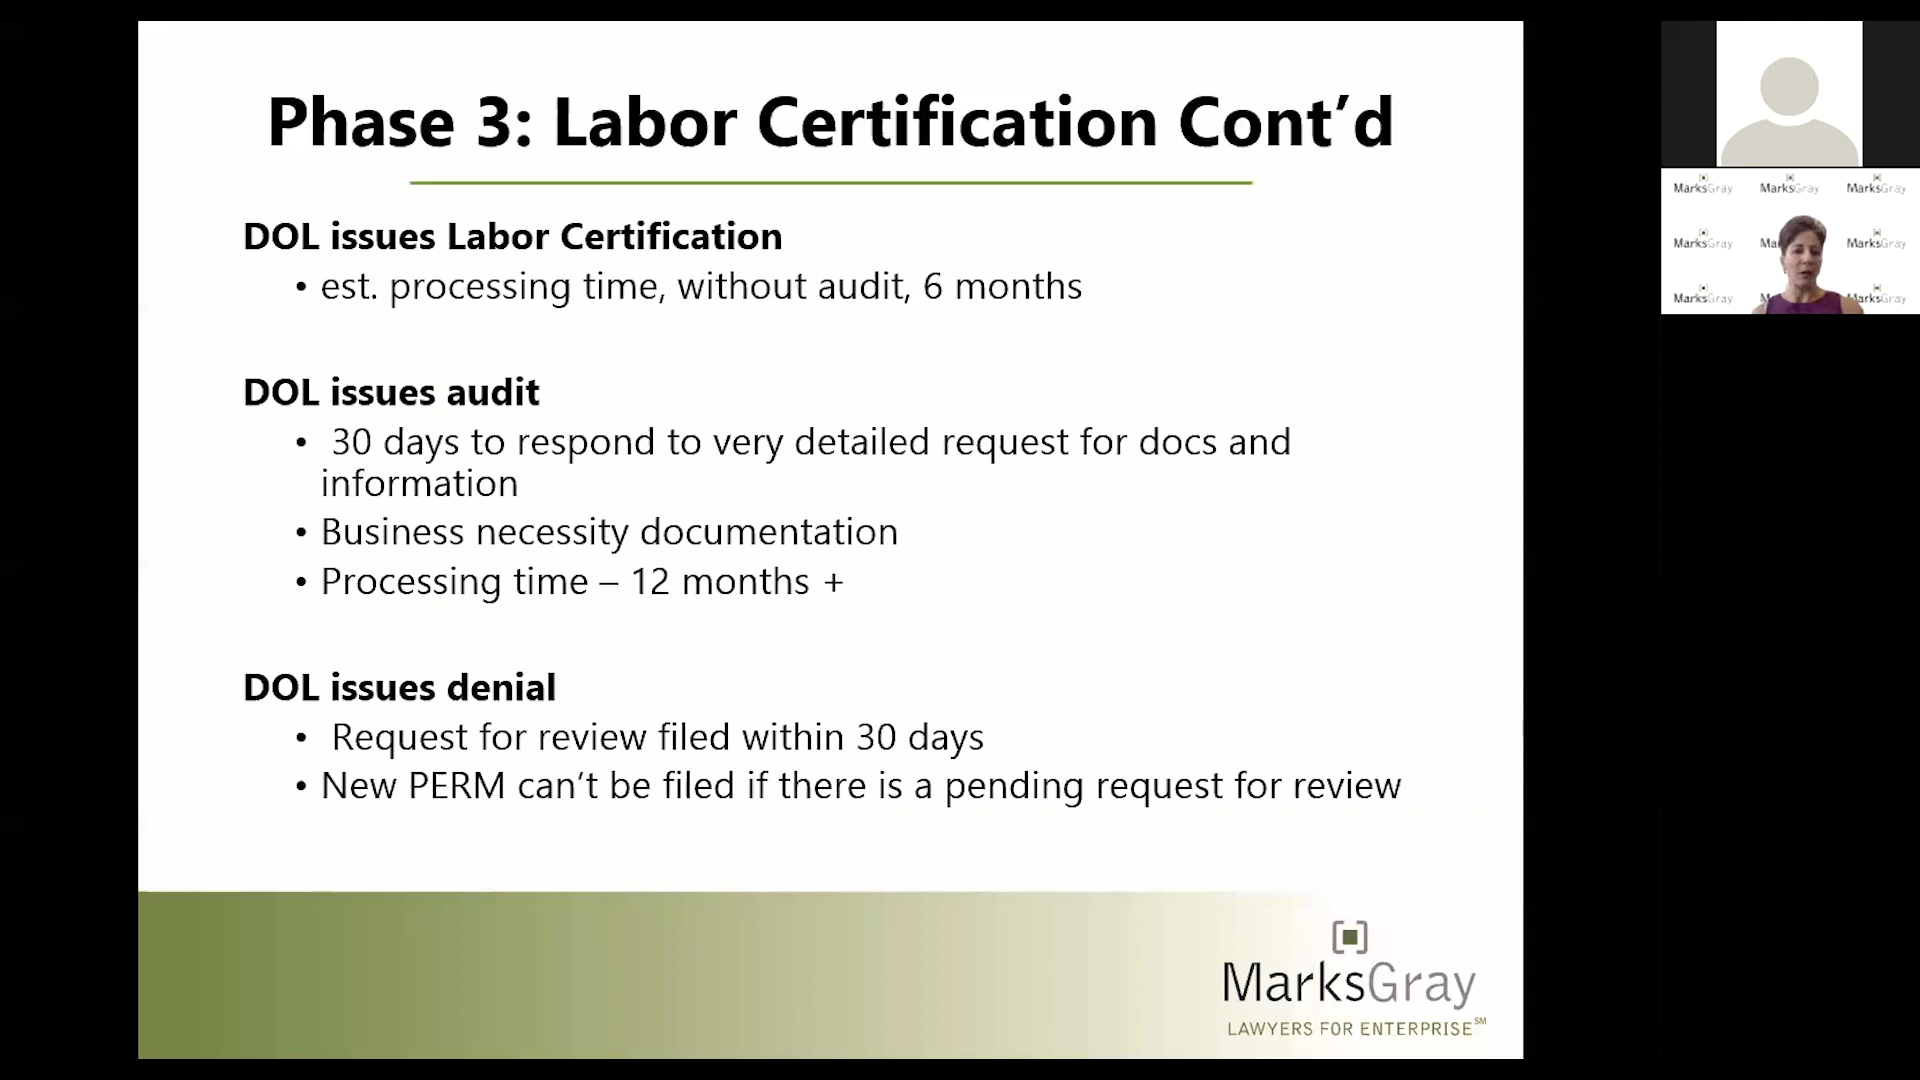 Phase 3: Labor Certification Cont’d
DOL issues Labor Certification
• est. processing time, without audit, 6 months
DOL issues audit
• 30 days to respond to very detailed request for docs and
information
• Business necessity documentation
• Processing time – 12 months +
DOL issues denial
• Request for review filed within 30 days
• New PERM can’t be filed if there is a pending request for review
MarksGray
LAWYERS FOR ENTERPRISE℠
MarksGray MarksGray MarksGray
MarksGray Ma MarksGray
MarksGray M MarksGray